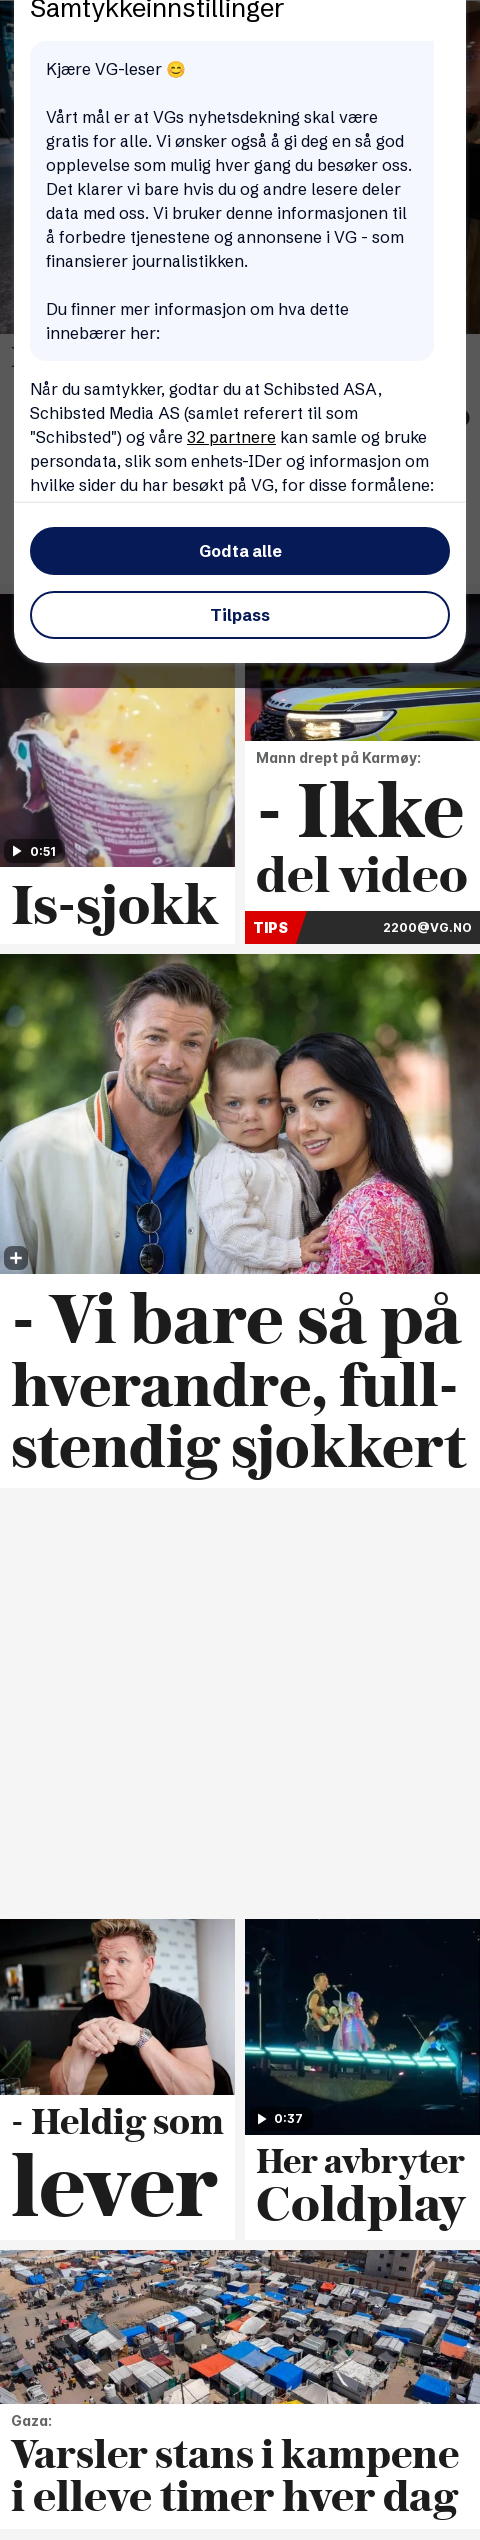 Samtykkeinnstillinger
Kjære VG-leser 😊
Vårt mål er at VGs nyhetsdekning skal være
gratis for alle. Vi ønsker også å gi deg en så god
opplevelse som mulig hver gang du besøker oss.
Det klarer vi bare hvis du og andre lesere deler
data med oss. Vi bruker denne informasjonen til
å forbedre tjenestene og annonsene i VG - som
finansierer journalistikken.
Du finner mer informasjon om hva dette
innebærer her:
Når du samtykker, godtar du at Schibsted ASA,
Schibsted Media AS (samlet referert til som
"Schibsted") og våre 32 partnere kan samle og bruke
persondata, slik som enhets-IDer og informasjon om
hvilke sider du har besøkt på VG, for disse formålene:
Godta alle
Tilpass
0:51
Is-sjokk
Mann drept på Karmøy:
- Ikke
del video
TIPS 2200@VG.NO
- Vi bare så på
hverandre, full-
stendig sjokkert
- Heldig som
lever
0:37
Her avbryter
Coldplay
Gaza:
Varsler stans i kampene
i elleve timer hver dag